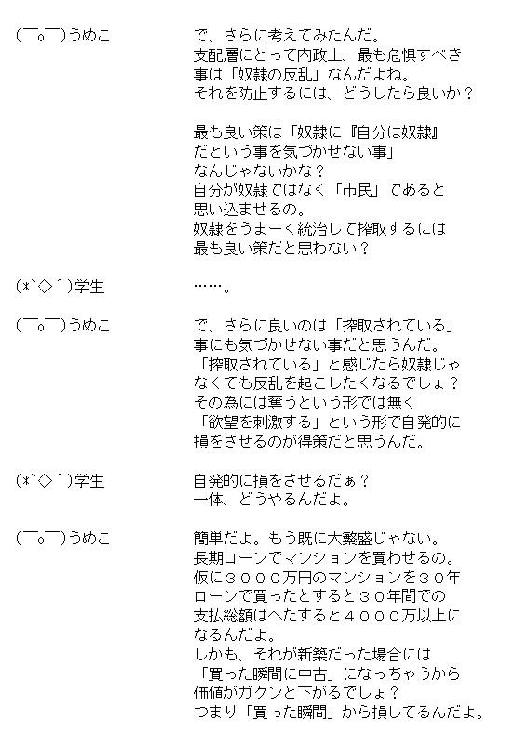 (￣o￣)うめこ　で、さらに考えてみたんだ。
支配層にとって内政上、最も危惧すべき
事は「奴隷の反乱」なんだよね。
それを防止するには、どうしたら良いか？
最も良い策は「奴隷に『自分は奴隷』
だという事を気づかせない事」
なんじゃないかな？
自分が奴隷ではなく「市民」であると
思い込ませるの。
奴隷をうまーく統治して搾取するには
最も良い策だと思わない？
(*`◇´)学生　……。
(￣o￣)うめこ　で、さらに良いのは「搾取されている」
事にも気づかせない事だと思うんだ。
「搾取されている」と感じたら奴隷じゃ
なくても反乱を起こしたくなるでしょ？
その為には奪うという形では無く
「欲望を刺激する」という形で自発的に
損をさせるのが得策だと思うんだ。
(*`◇´)学生　自発的に損をさせるだぁ？
一体、どうやるんだよ。
(￣o￣)うめこ　簡単だよ。もう既に大繁盛じゃない。
長期ローンでマンションを買わせるの。
仮に３０００万円のマンションを３０年
ローンで買ったとすると３０年間での
支払総額はへたすると４０００万以上に
なるんだよ。
しかも、それが新築だった場合には
「買った瞬間に中古」になっちゃうから
価値がガクンと下がるでしょ？
つまり「買った瞬間」から損してるんだよ。